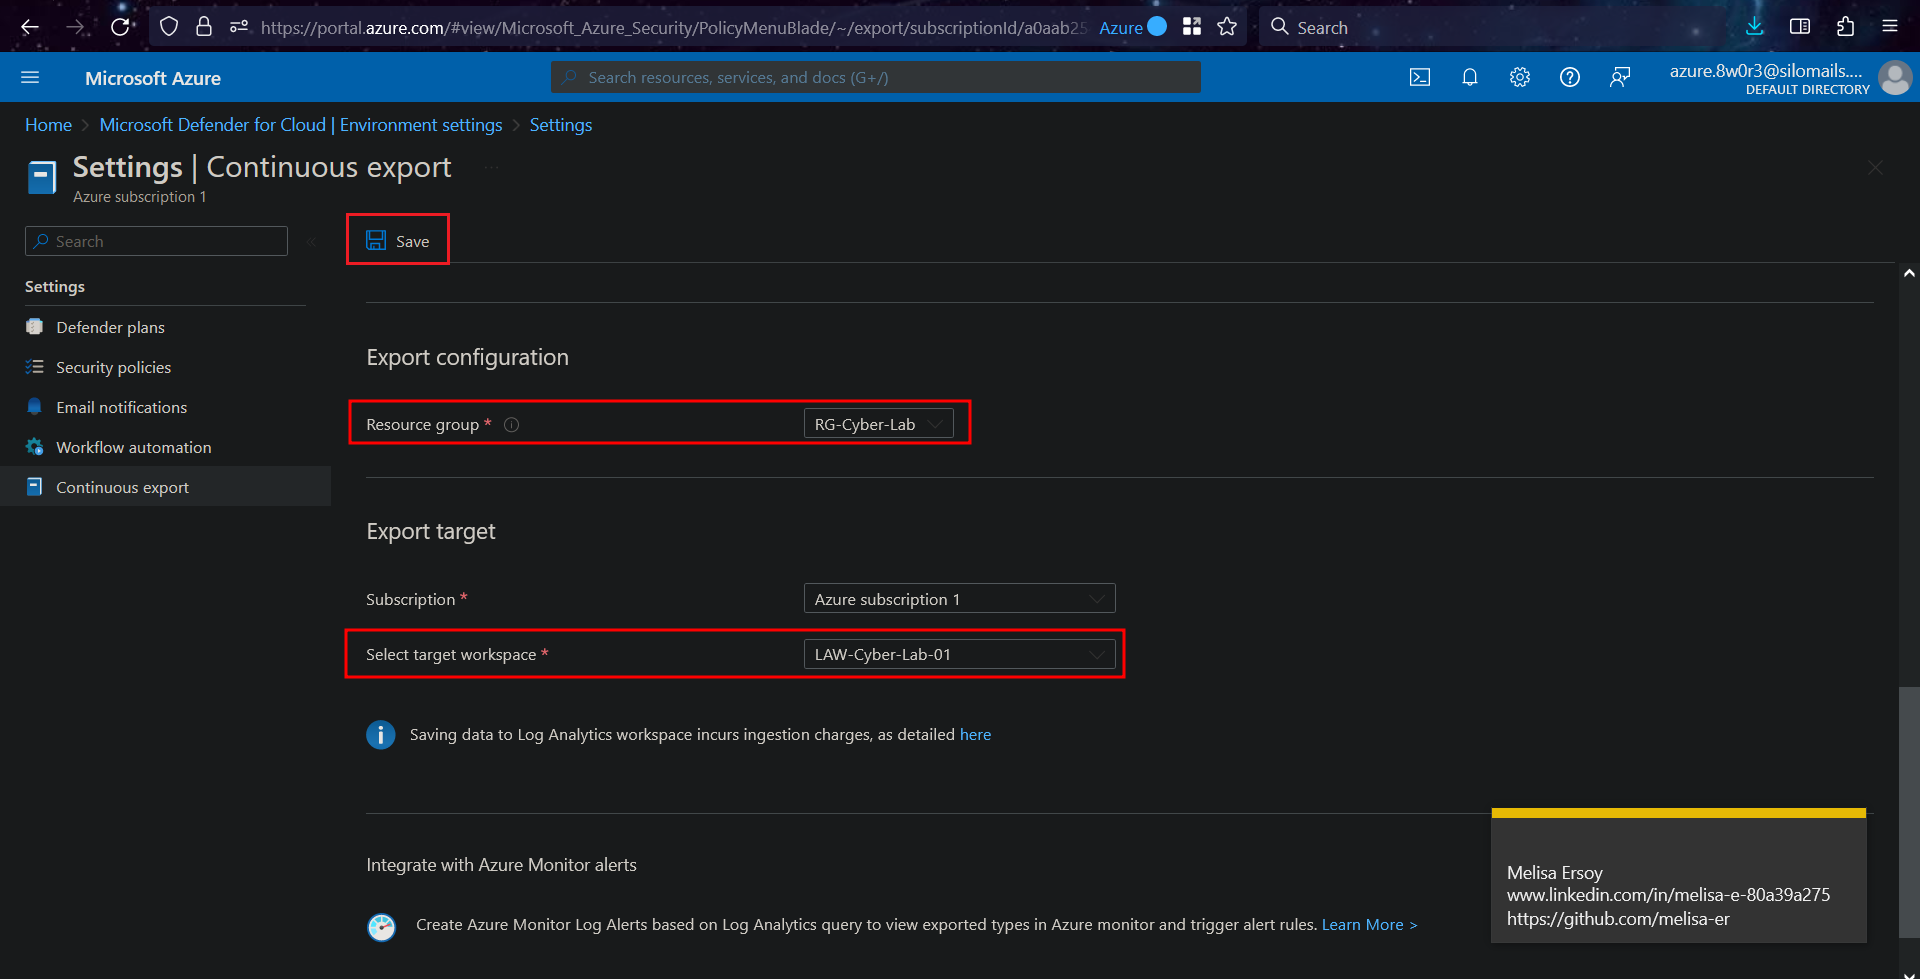 https://portal.azure.com/#view/Microsoft_Azure_Security/PolicyMenuBlade/~/export/subscriptionId/a0aab25
Azure
Search
Microsoft Azure
Search resources, services, and docs (G+/)
azure.8w0r3@silomails....
DEFAULT DIRECTORY
Home > Microsoft Defender for Cloud | Environment settings > Settings
Settings | Continuous export ...
Azure subscription 1
Search
«
Save
Settings
Defender plans
Security policies
Email notifications
Workflow automation
Continuous export
Export configuration
Resource group *
RG-Cyber-Lab
Export target
Subscription *
Azure subscription 1
Select target workspace *
LAW-Cyber-Lab-01
Saving data to Log Analytics workspace incurs ingestion charges, as detailed here
Integrate with Azure Monitor alerts
Create Azure Monitor Log Alerts based on Log Analytics query to view exported types in Azure monitor and trigger alert rules. Learn More >
Melisa Ersoy
www.linkedin.com/in/melisa-e-80a39a275
https://github.com/melisa-er